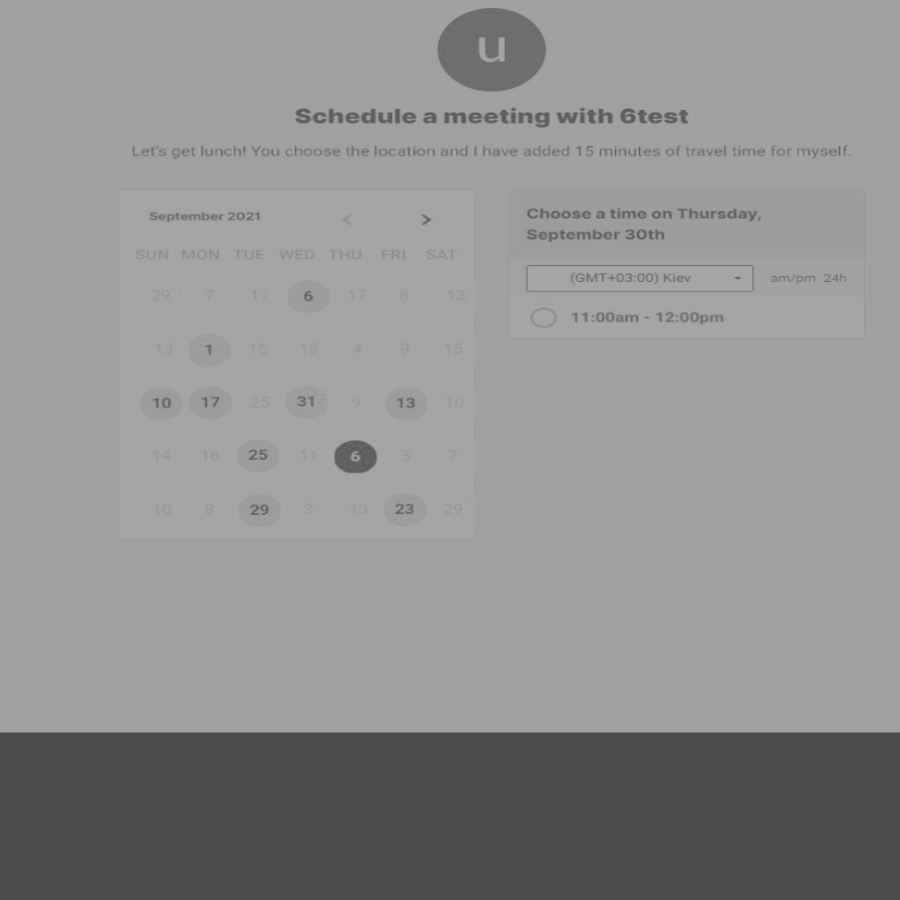 u
Schedule a meeting with 6test
Let's get lunch! You choose the location and I have added 15 minutes of travel time for myself.
September 2021 < >
SUN MON TUE WED THU FRI SAT
29 7 17 6 17 8 13
13 1 15 18 4 9 15
10 17 25 31 9 13 10
14 16 25 11 6 3 7
10 8 29 3 13 23 29
Choose a time on Thursday,
September 30th
(GMT+03:00) Kiev am/pm 24h
11:00am - 12:00pm